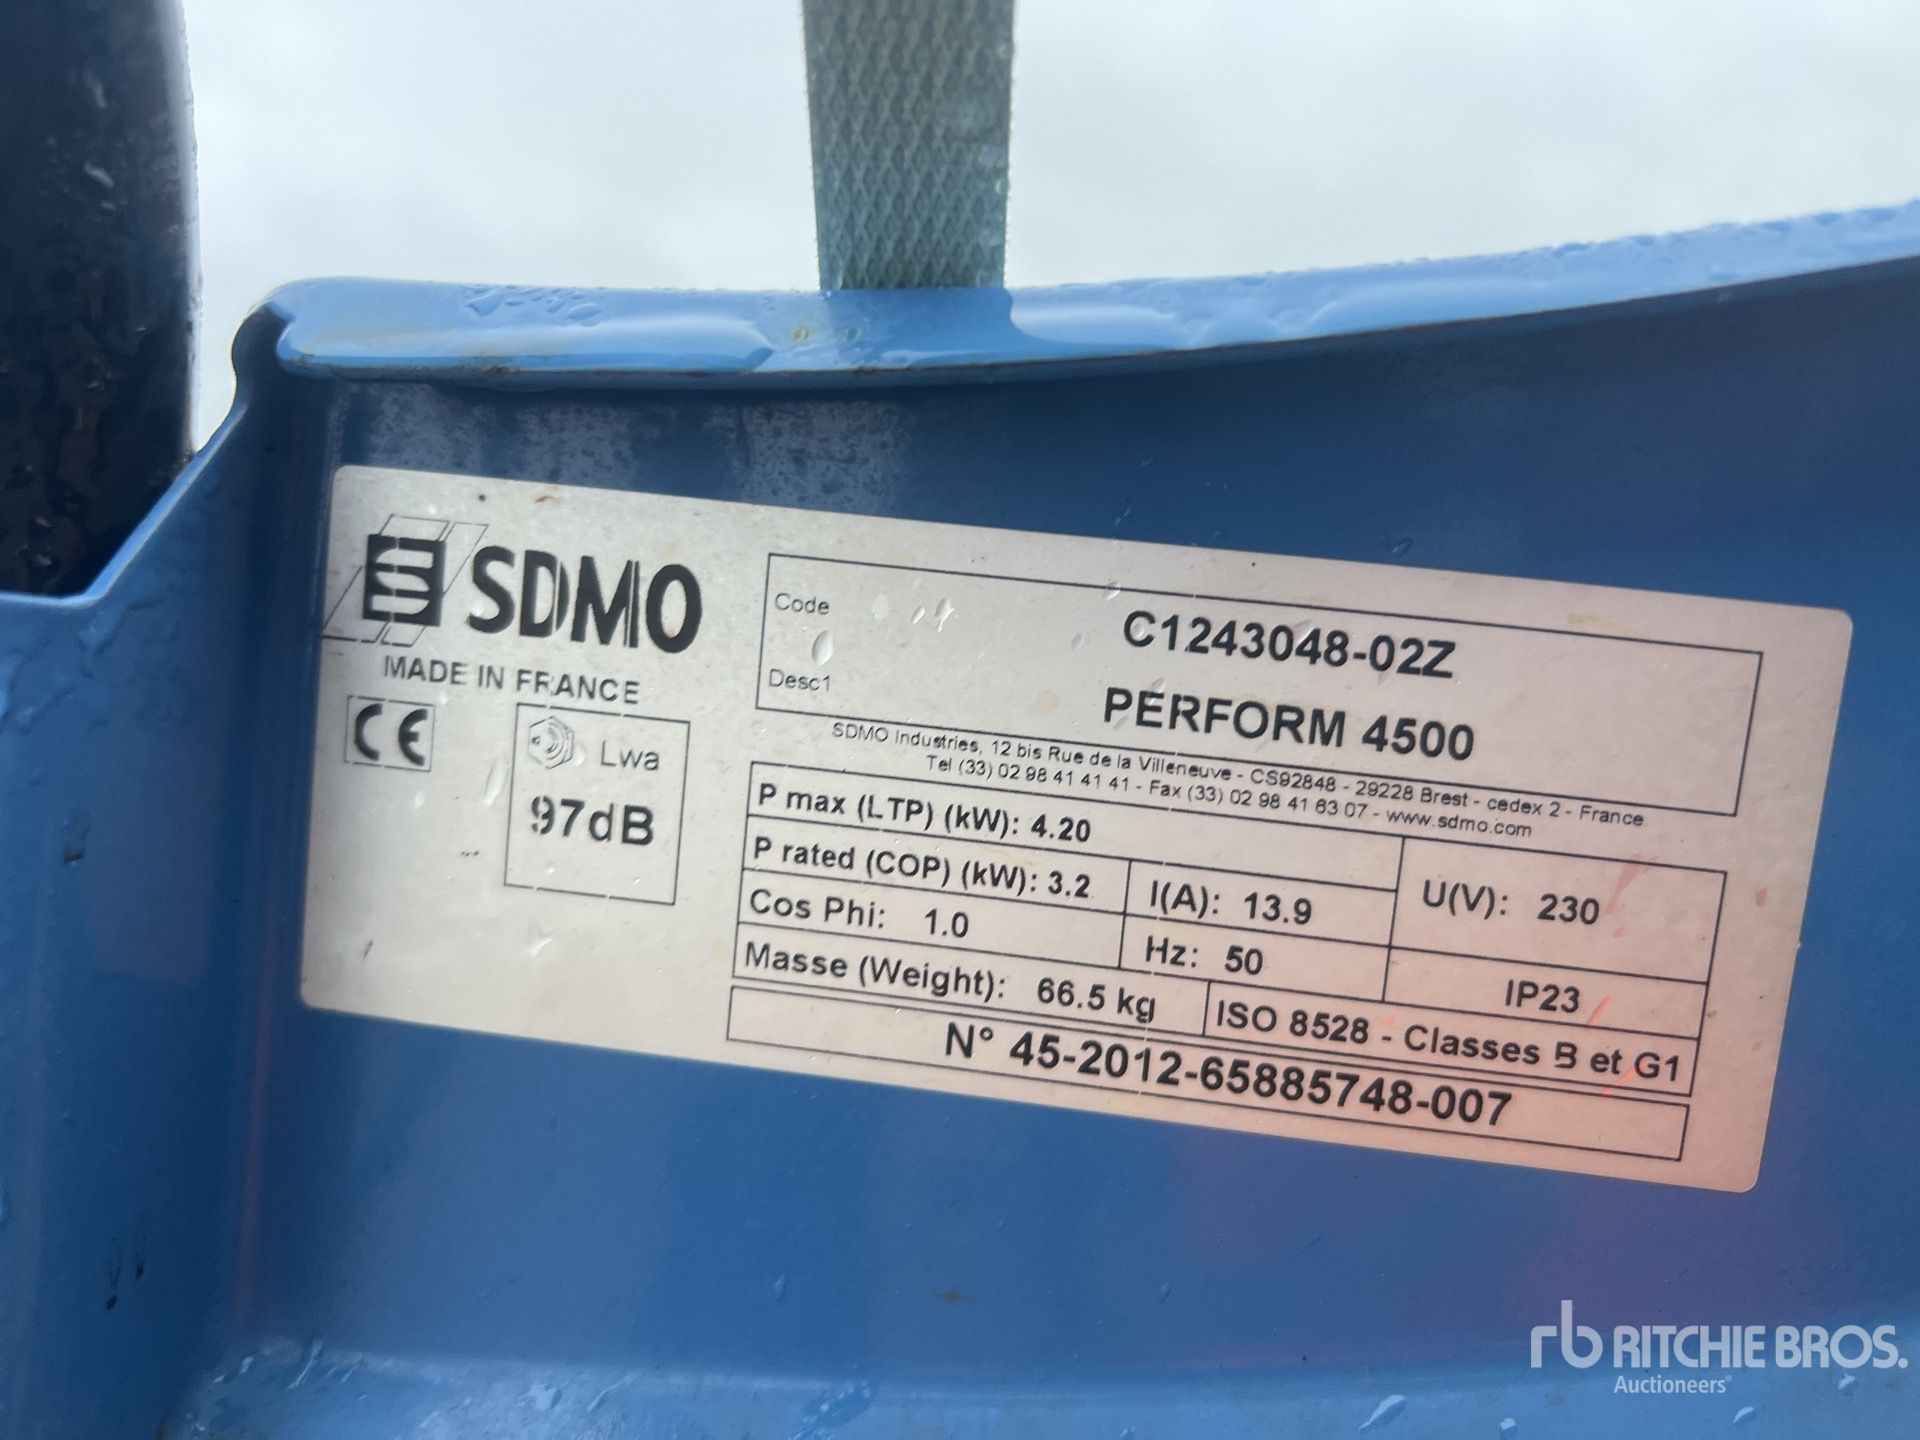 SDMO
MADE IN FRANCE
CE
Lwa
97dB
Code
C1243048-02Z
Desc1
PERFORM 4500
SDMO Industries, 12 bis Rue de la Villeneuve - CS92848 - 29228 Brest - cedex 2 - France
Tel (33) 02 98 41 41 41 - Fax (33) 02 98 41 63 07 - www.sdmo.com
P max (LTP) (kW): 4.20
P rated (COP) (kW): 3.2
I(A): 13.9
U(V): 230
Cos Phi: 1.0
Hz: 50
IP23
Masse (Weight): 66.5 kg
ISO 8528 - Classes B et G1
N° 45-2012-65885748-007
rb RITCHIE BROS.
Auctioneers